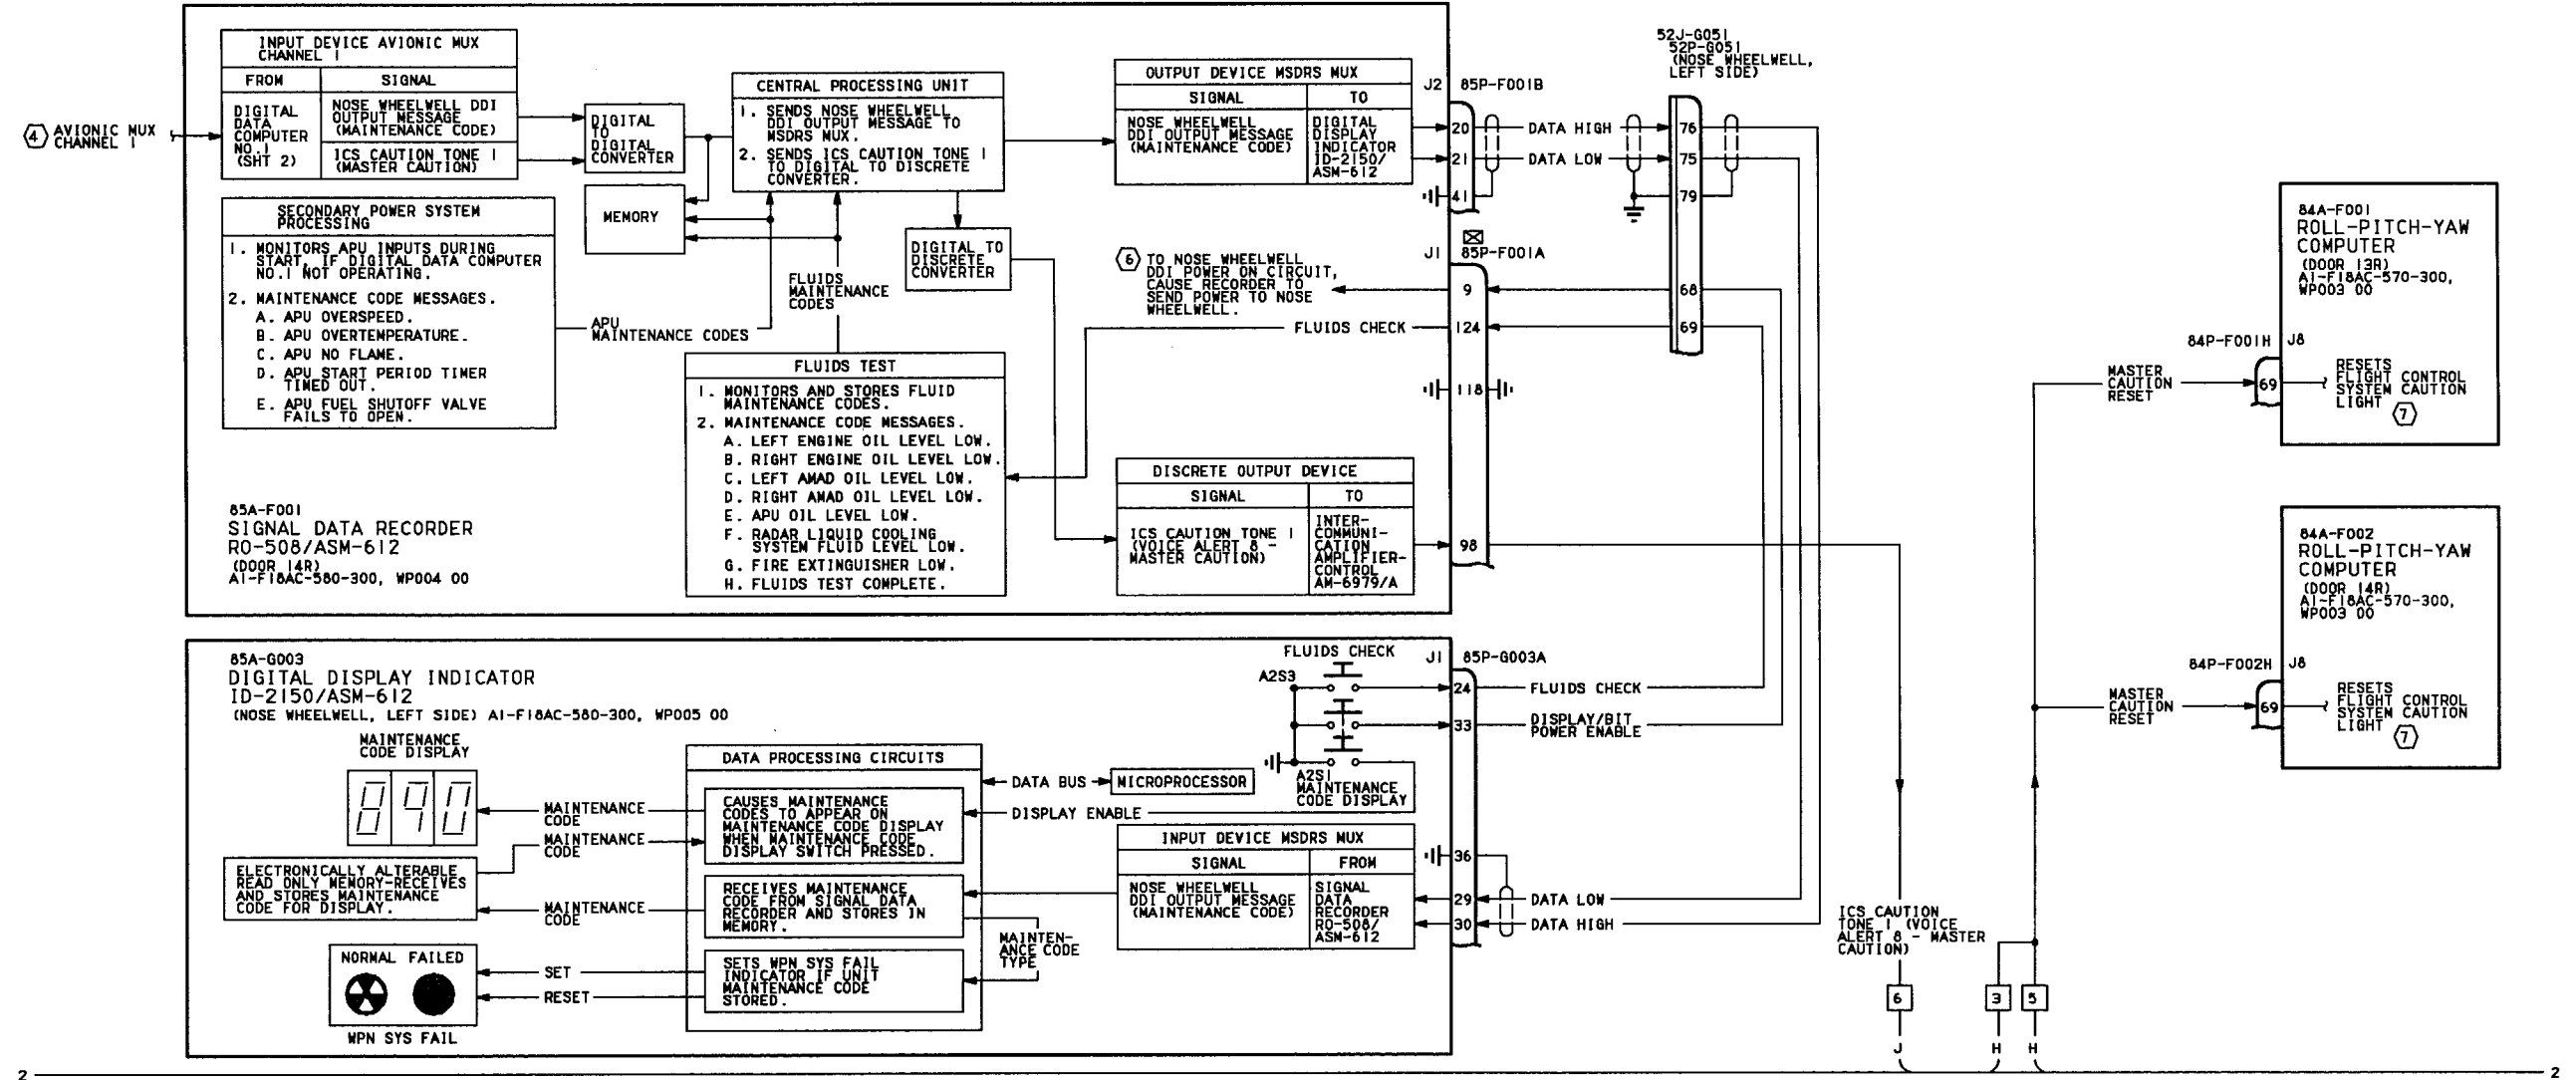 4 AVIONIC MUX
CHANNEL 1
INPUT DEVICE AVIONIC MUX
CHANNEL 1
FROM
SIGNAL
DIGITAL
DATA
COMPUTER
NO.1
(SHT 2)
NOSE WHEELWELL DDI
OUTPUT MESSAGE
(MAINTENANCE CODE)
ICS CAUTION TONE 1
(MASTER CAUTION)
DIGITAL
TO
DIGITAL
CONVERTER
MEMORY
CENTRAL PROCESSING UNIT
1. SENDS NOSE WHEELWELL
DDI OUTPUT MESSAGE TO
MSDRS MUX.
2. SENDS ICS CAUTION TONE 1
TO DIGITAL TO DISCRETE
CONVERTER.
DIGITAL TO
DISCRETE
CONVERTER
SECONDARY POWER SYSTEM
PROCESSING
1. MONITORS APU INPUTS DURING
START, IF DIGITAL DATA COMPUTER
NO.1 NOT OPERATING.
2. MAINTENANCE CODE MESSAGES.
A. APU OVERSPEED.
B. APU OVERTEMPERATURE.
C. APU NO FLAME.
D. APU START PERIOD TIMER
TIMED OUT.
E. APU FUEL SHUTOFF VALVE
FAILS TO OPEN.
APU
MAINTENANCE CODES
FLUIDS
MAINTENANCE
CODES
FLUIDS TEST
1. MONITORS AND STORES FLUID
MAINTENANCE CODES.
2. MAINTENANCE CODE MESSAGES.
A. LEFT ENGINE OIL LEVEL LOW.
B. RIGHT ENGINE OIL LEVEL LOW.
C. LEFT AMAD OIL LEVEL LOW.
D. RIGHT AMAD OIL LEVEL LOW.
E. APU OIL LEVEL LOW.
F. RADAR LIQUID COOLING
SYSTEM FLUID LEVEL LOW.
G. FIRE EXTINGUISHER LOW.
H. FLUIDS TEST COMPLETE.
85A-F001
SIGNAL DATA RECORDER
RO-508/ASM-612
(DOOR 14R)
A1-F18AC-580-300, WP004 00
OUTPUT DEVICE MSDRS MUX
SIGNAL
TO
NOSE WHEELWELL
DDI OUTPUT MESSAGE
(MAINTENANCE CODE)
DIGITAL
DISPLAY
INDICATOR
ID-2150/
ASM-612
J2 85P-F001B
20
21
41
DATA HIGH
DATA LOW
52J-G051
52P-G051
(NOSE WHEELWELL,
LEFT SIDE)
76
75
79
68
69
6 TO NOSE WHEELWELL
DDI POWER ON CIRCUIT,
CAUSE RECORDER TO
SEND POWER TO NOSE
WHEELWELL.
J1 85P-F001A
9
FLUIDS CHECK
124
118
98
DISCRETE OUTPUT DEVICE
SIGNAL
TO
ICS CAUTION TONE 1
(VOICE ALERT 8 -
MASTER CAUTION)
INTER-
COMMUNI-
CATION
AMPLIFIER-
CONTROL
AM-6979/A
84A-F001
ROLL-PITCH-YAW
COMPUTER
(DOOR 13R)
A1-F18AC-570-300,
WP003 00
84P-F001H J8
MASTER
CAUTION
RESET
69
RESETS
FLIGHT CONTROL
SYSTEM CAUTION
LIGHT 7
84A-F002
ROLL-PITCH-YAW
COMPUTER
(DOOR 14R)
A1-F18AC-570-300,
WP003 00
84P-F002H J8
MASTER
CAUTION
RESET
69
RESETS
FLIGHT CONTROL
SYSTEM CAUTION
LIGHT 7
85A-G003
DIGITAL DISPLAY INDICATOR
ID-2150/ASM-612
(NOSE WHEELWELL, LEFT SIDE) A1-F18AC-580-300, WP005 00
MAINTENANCE
CODE DISPLAY
890
ELECTRONICALLY ALTERABLE
READ ONLY MEMORY-RECEIVES
AND STORES MAINTENANCE
CODE FOR DISPLAY.
NORMAL FAILED
WPN SYS FAIL
MAINTENANCE
CODE
MAINTENANCE
CODE
MAINTENANCE
CODE
SET
RESET
DATA PROCESSING CIRCUITS
CAUSES MAINTENANCE
CODES TO APPEAR ON
MAINTENANCE CODE DISPLAY
WHEN MAINTENANCE CODE
DISPLAY SWITCH PRESSED.
RECEIVES MAINTENANCE
CODE FROM SIGNAL DATA
RECORDER AND STORES IN
MEMORY.
SETS WPN SYS FAIL
INDICATOR IF UNIT
MAINTENANCE CODE
STORED.
MAINTEN-
ANCE CODE
TYPE
DATA BUS
MICROPROCESSOR
DISPLAY ENABLE
FLUIDS CHECK
A2S3
A2S1
MAINTENANCE
CODE DISPLAY
INPUT DEVICE MSDRS MUX
SIGNAL
FROM
NOSE WHEELWELL
DDI OUTPUT MESSAGE
(MAINTENANCE CODE)
SIGNAL
DATA
RECORDER
RO-508/
ASM-612
J1 85P-G003A
24
33
36
29
30
FLUIDS CHECK
DISPLAY/BIT
POWER ENABLE
DATA LOW
DATA HIGH
ICS CAUTION
TONE 1 (VOICE
ALERT 8 - MASTER
CAUTION)
6
3
5
J
H
H
2
2